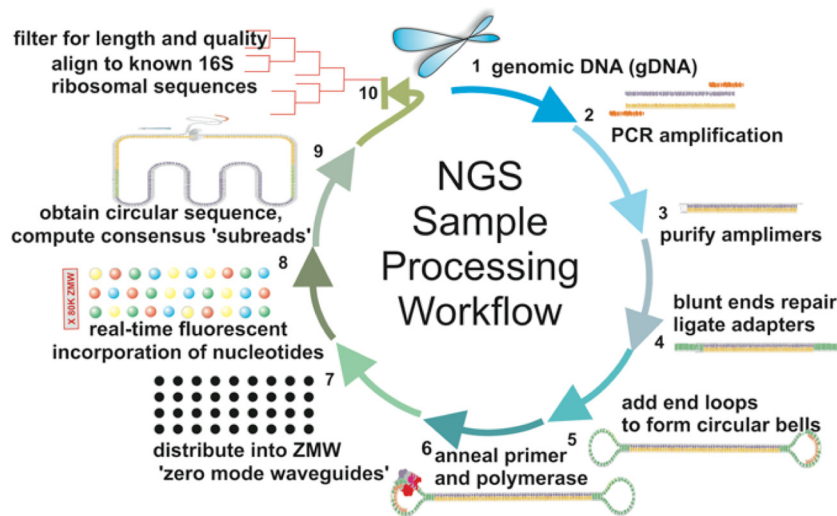 1 genomic DNA (gDNA)
2
PCR amplification
3
purify amplimers
blunt ends repair
ligate adapters
4
add end loops
to form circular bells
5
6 anneal primer
and polymerase
7
distribute into ZMW
'zero mode waveguides'
8
X 80K ZMW
real-time fluorescent
incorporation of nucleotides
9
obtain circular sequence,
compute consensus 'subreads'
10
filter for length and quality
align to known 16S
ribosomal sequences
NGS
Sample
Processing
Workflow